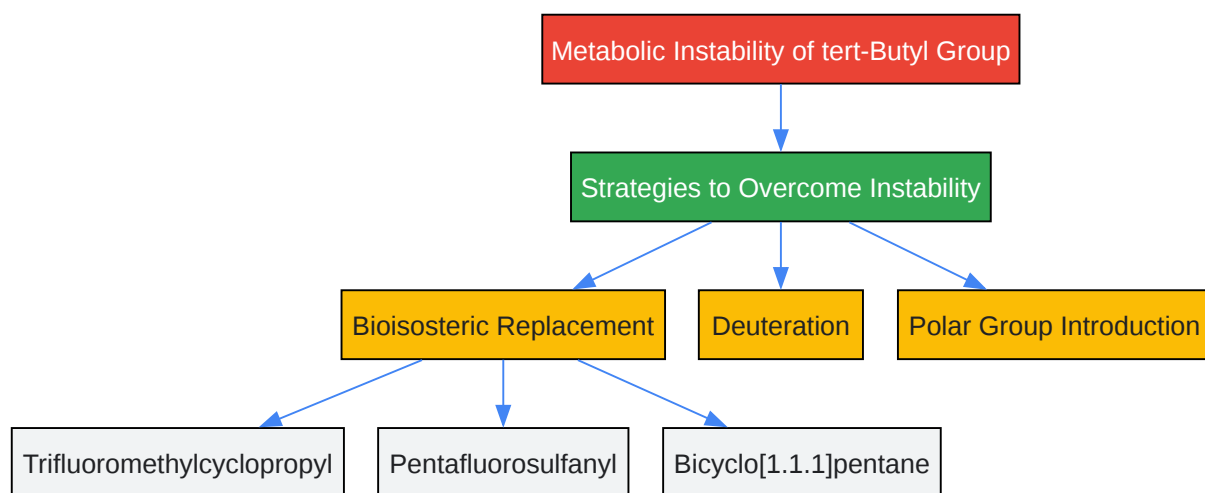 Metabolic Instability of tert-Butyl Group
Strategies to Overcome Instability
Bioisosteric Replacement
Deuteration
Polar Group Introduction
Trifluoromethylcyclopropyl
Pentafluorosulfanyl
Bicyclo[1.1.1]pentane